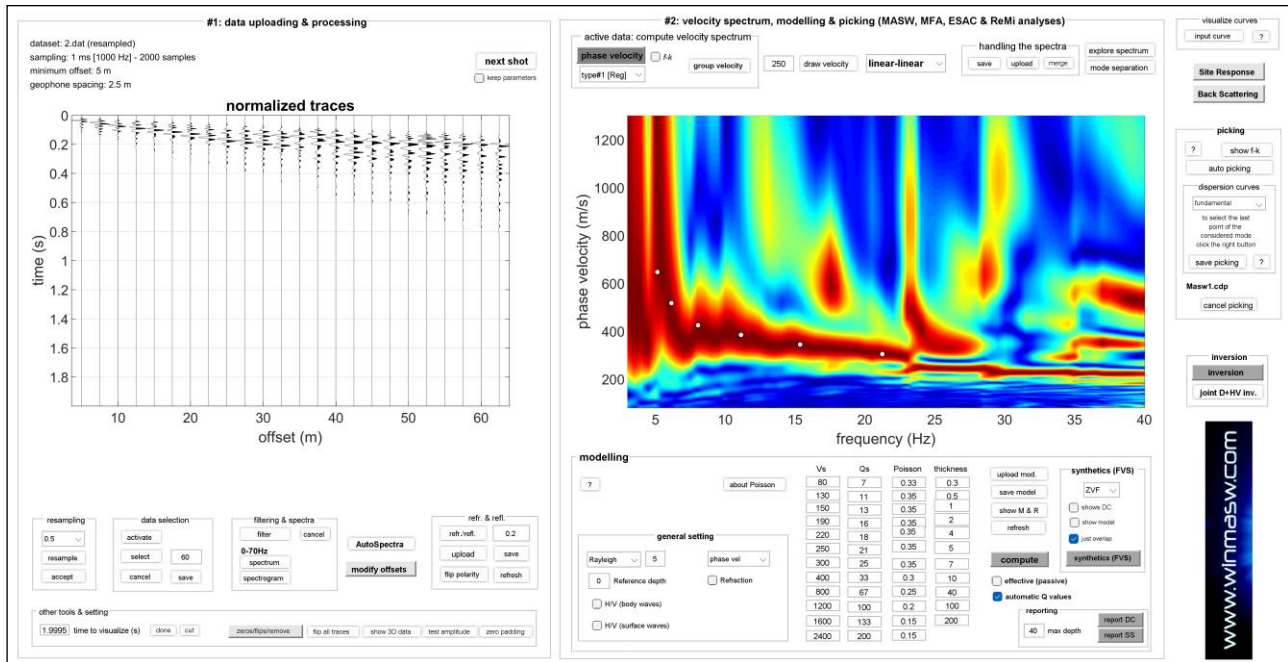 #1: data uploading & processing
dataset: 2.dat (resampled)
sampling: 1 ms [1000 Hz] - 2000 samples
minimum offset: 5 m
geophone spacing: 2.5 m
next shot
keep parameters
normalized traces
0
0.2
0.4
0.6
0.8
1
1.2
1.4
1.6
1.8
time (s)
10 20 30 40 50 60
offset (m)
resampling
0.5
resample
accept
data selection
activate
select 60
cancel save
filtering & spectra
filter cancel
0-70Hz
spectrum
spectrogram
AutoSpectra
modify offsets
refr. & refl.
refr./refl. 0.2
upload save
flip polarity refresh
other tools & setting
1.9995 time to visualize (s) done cut zeros/flips/remove flip all traces show 3D data test amplitude zero padding
#2: velocity spectrum, modelling & picking (MASW, MFA, ESAC & ReMi analyses)
active data: compute velocity spectrum
phase velocity f-k
type#1 [Reg]
group velocity
250 draw velocity linear-linear
handling the spectra
save upload merge
explore spectrum
mode separation
1200
1000
800
600
400
200
phase velocity (m/s)
5 10 15 20 25 30 35 40
frequency (Hz)
modelling
? about Poisson
general setting
Rayleigh 5 phase vel
0 Reference depth Refraction
H/V (body waves)
H/V (surface waves)
Vs Qs Poisson thickness
80 7 0.33 0.3
130 11 0.35 0.5
150 13 0.35 1
190 16 0.35 2
220 18 0.35 4
250 21 0.35 5
300 25 0.35 7
400 33 0.3 10
800 67 0.25 40
1200 100 0.2 100
1600 133 0.15 200
2400 200 0.15
upload mod.
save model
show M & R
refresh
compute
synthetics (FVS)
ZVF
shows DC
show model
just overlap
synthetics (FVS)
effective (passive)
automatic Q values
reporting
40 max depth
report DC
report SS
visualize curves
input curve ?
Site Response
Back Scattering
picking
? show f-k
auto picking
dispersion curves
fundamental
to select the last
point of the
considered mode
click the right button
save picking ?
Masw1.cdp
cancel picking
inversion
inversion
joint D+HV inv.
www.winmasw.com